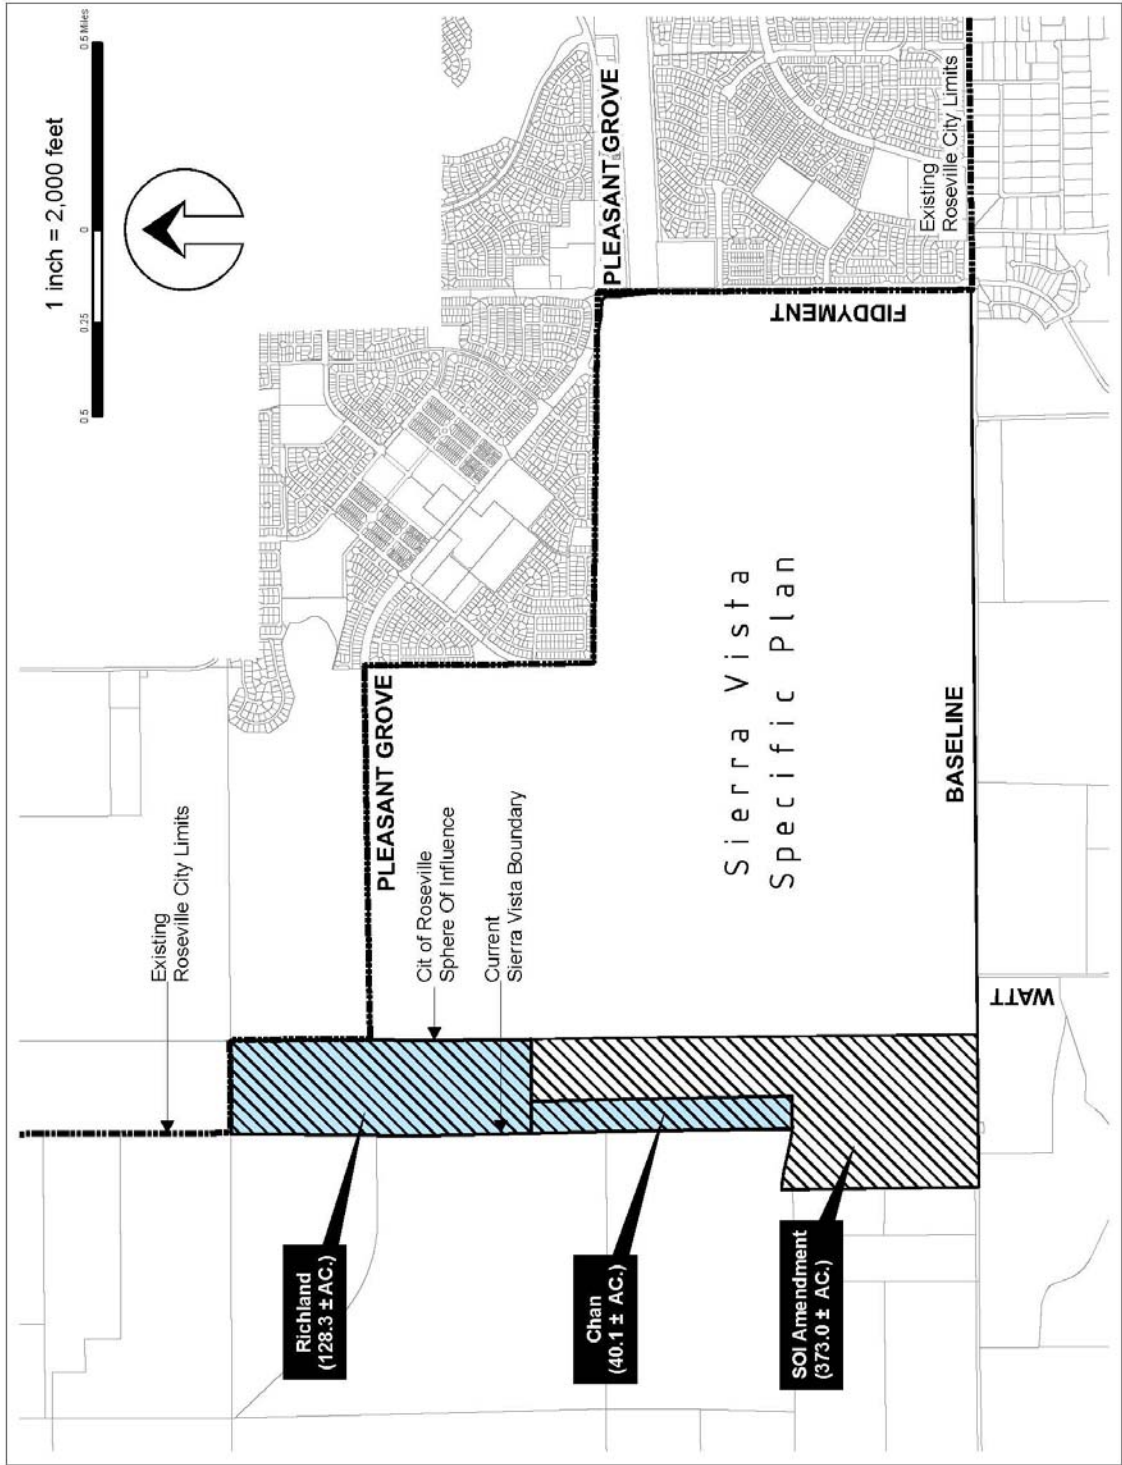 1 inch = 2,000 feet
0.5 0.25 0 0.5 Miles
Existing
Roseville City Limits
Richland
(128.3 ± AC.)
PLEASANT GROVE
Cit of Roseville
Sphere Of Influence
Current
Sierra Vista Boundary
PLEASANT GROVE
Chan
(40.1 ± AC.)
Sierra Vista
Specific Plan
FIDDYMENT
SOI Amendment
(373.0 ± AC.)
Existing
Roseville City Limits
BASELINE
WATT